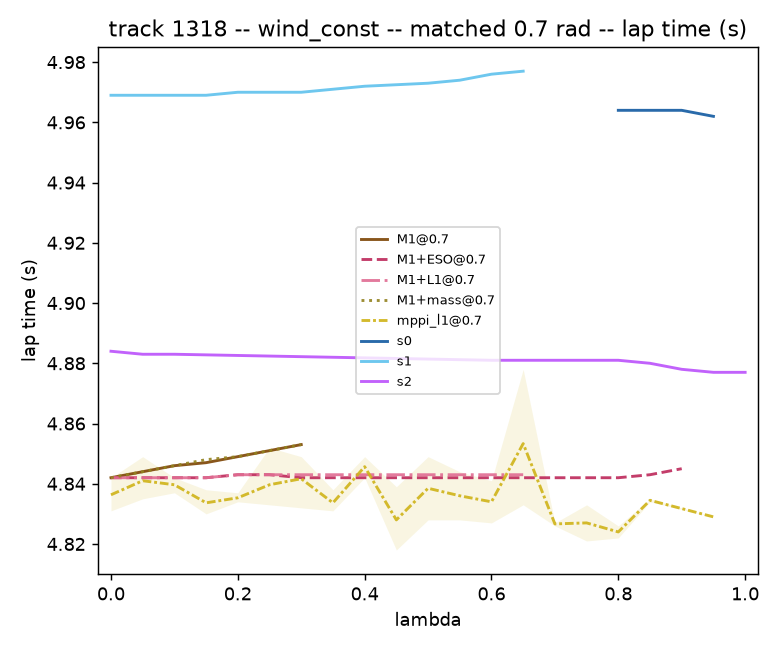 track 1318 -- wind_const -- matched 0.7 rad -- lap time (s)
lap time (s)
4.98
4.96
4.94
4.92
4.90
4.88
4.86
4.84
4.82
M1@0.7
M1+ESO@0.7
M1+L1@0.7
M1+mass@0.7
mppi_l1@0.7
s0
s1
s2
0.0
0.2
0.4
0.6
0.8
1.0
lambda